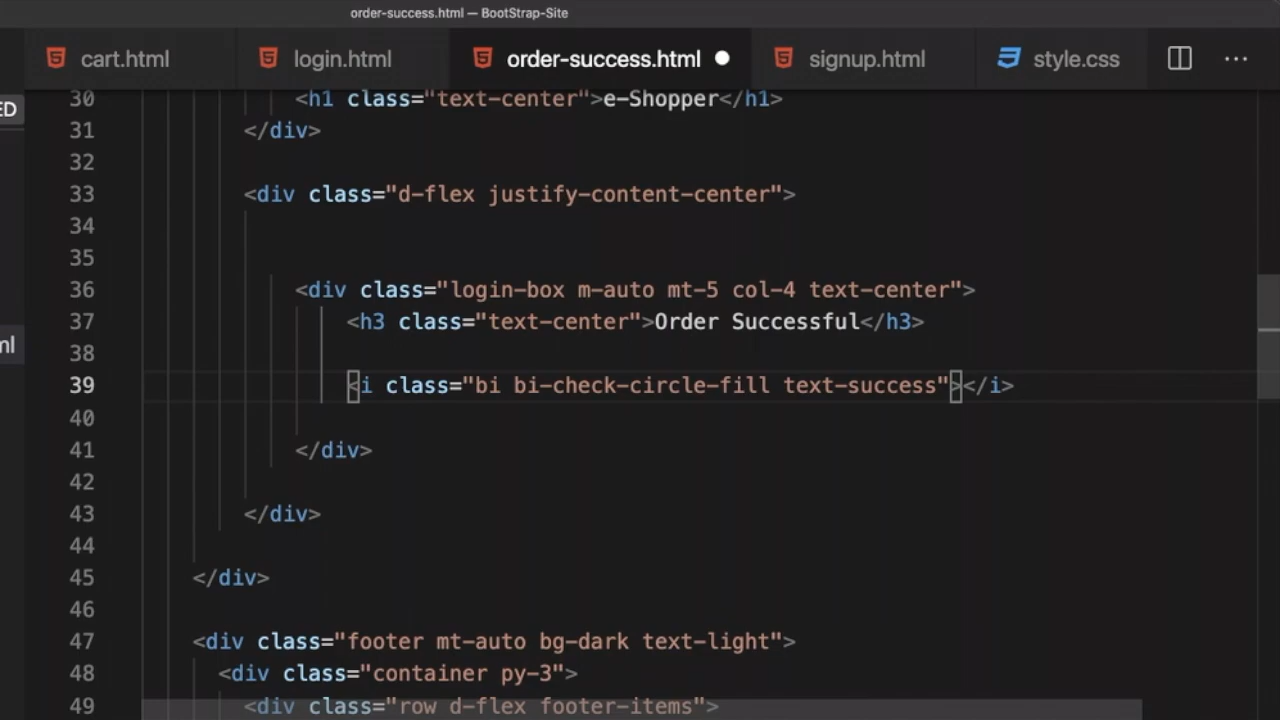 order-success.html — BootStrap-Site
cart.html login.html order-success.html signup.html style.css ...
ED
ml
30 <h1 class="text-center">e-Shopper</h1>
31 </div>
32
33 <div class="d-flex justify-content-center">
34
35
36 <div class="login-box m-auto mt-5 col-4 text-center">
37 <h3 class="text-center">Order Successful</h3>
38
39 <i class="bi bi-check-circle-fill text-success"></i>
40
41 </div>
42
43 </div>
44
45 </div>
46
47 <div class="footer mt-auto bg-dark text-light">
48 <div class="container py-3">
49 <div class="row d-flex footer-items">